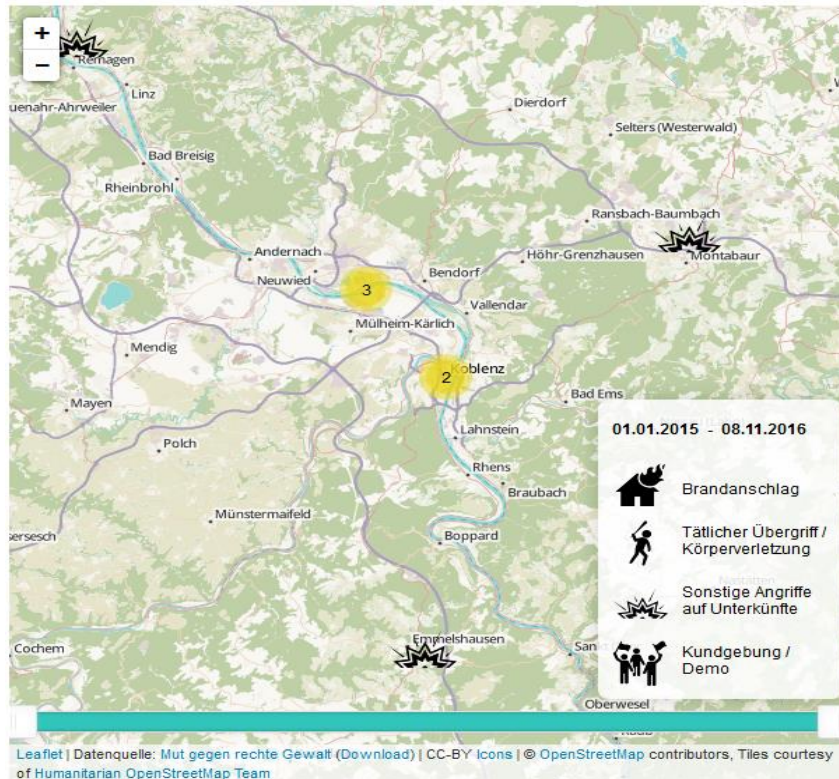 +
−
Remagen
Linz
uenahr-Ahrweiler
Dierdorf
Selters (Westerwald)
Bad Breisig
Rheinbrohl
Ransbach-Baumbach
Andernach
Höhr-Grenzhausen
Montabaur
Neuwied
Bendorf
3
Vallendar
Mülheim-Kärlich
Mendig
Koblenz
2
Bad Ems
Mayen
Polch
Lahnstein
Rhens
Braubach
Münstermaifeld
sersesch
Boppard
Cochem
Emmelshausen
San
Oberwesel
01.01.2015 - 08.11.2016
Brandanschlag
Tätlicher Übergriff /
Körperverletzung
Sonstige Angriffe
auf Unterkünfte
Kundgebung /
Demo
Leaflet | Datenquelle: Mut gegen rechte Gewalt (Download) | CC-BY Icons | © OpenStreetMap contributors, Tiles courtesy
of Humanitarian OpenStreetMap Team